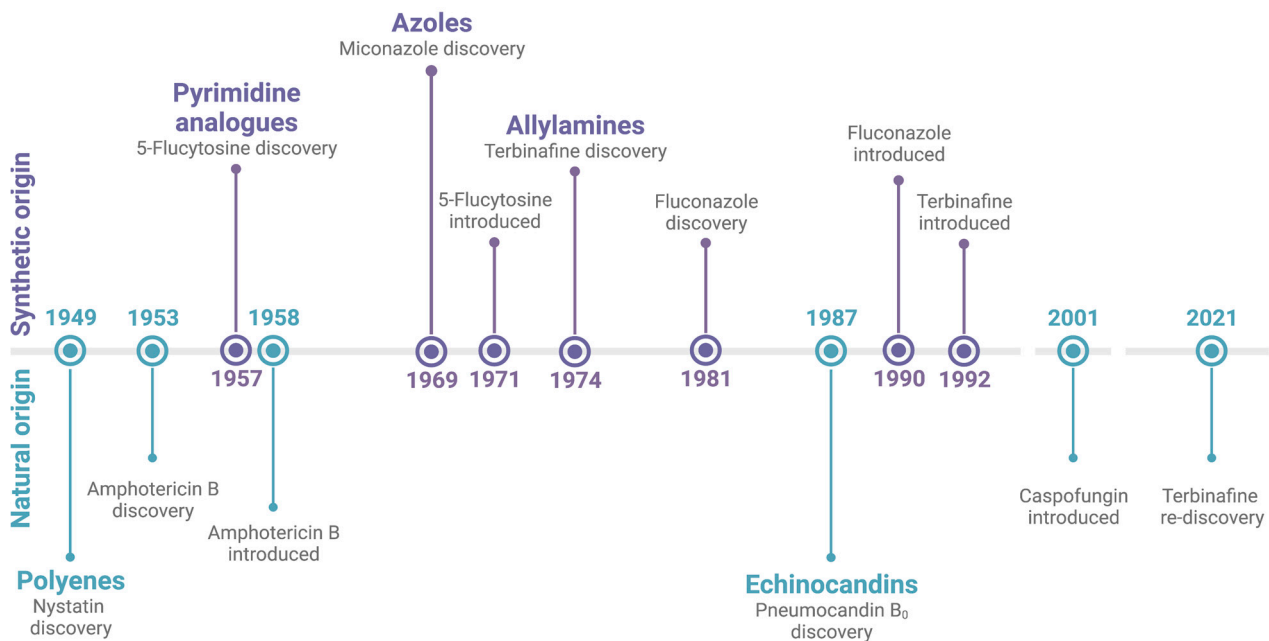 Azoles
Miconazole discovery
Pyrimidine
analogues
5-Flucytosine discovery
Allylamines
Terbinafine discovery
Fluconazole
introduced
5-Flucytosine
introduced
Fluconazole
discovery
Terbinafine
introduced
Synthetic origin
1949
1953
1958
1987
2001
2021
1957
1969
1971
1974
1981
1990
1992
Natural origin
Amphotericin B
discovery
Amphotericin B
introduced
Caspofungin
introduced
Terbinafine
re-discovery
Polyenes
Nystatin
discovery
Echinocandins
Pneumocandin B₀
discovery